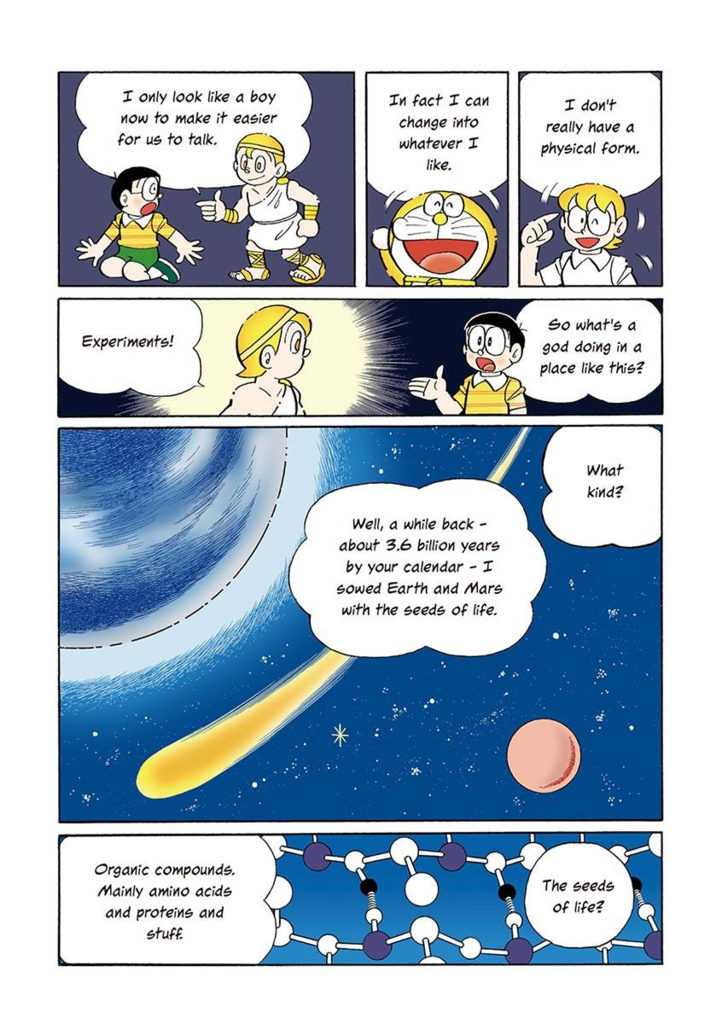 I don't
really have a
physical form.
In fact I can
change into
whatever I
like.
I only look like a boy
now to make it easier
for us to talk.
So what's a
god doing in a
place like this?
Experiments!
What
kind?
Well, a while back –
about 3.6 billion years
by your calendar – I
sowed Earth and Mars
with the seeds of life.
The seeds
of life?
Organic compounds.
Mainly amino acids
and proteins and
stuff.